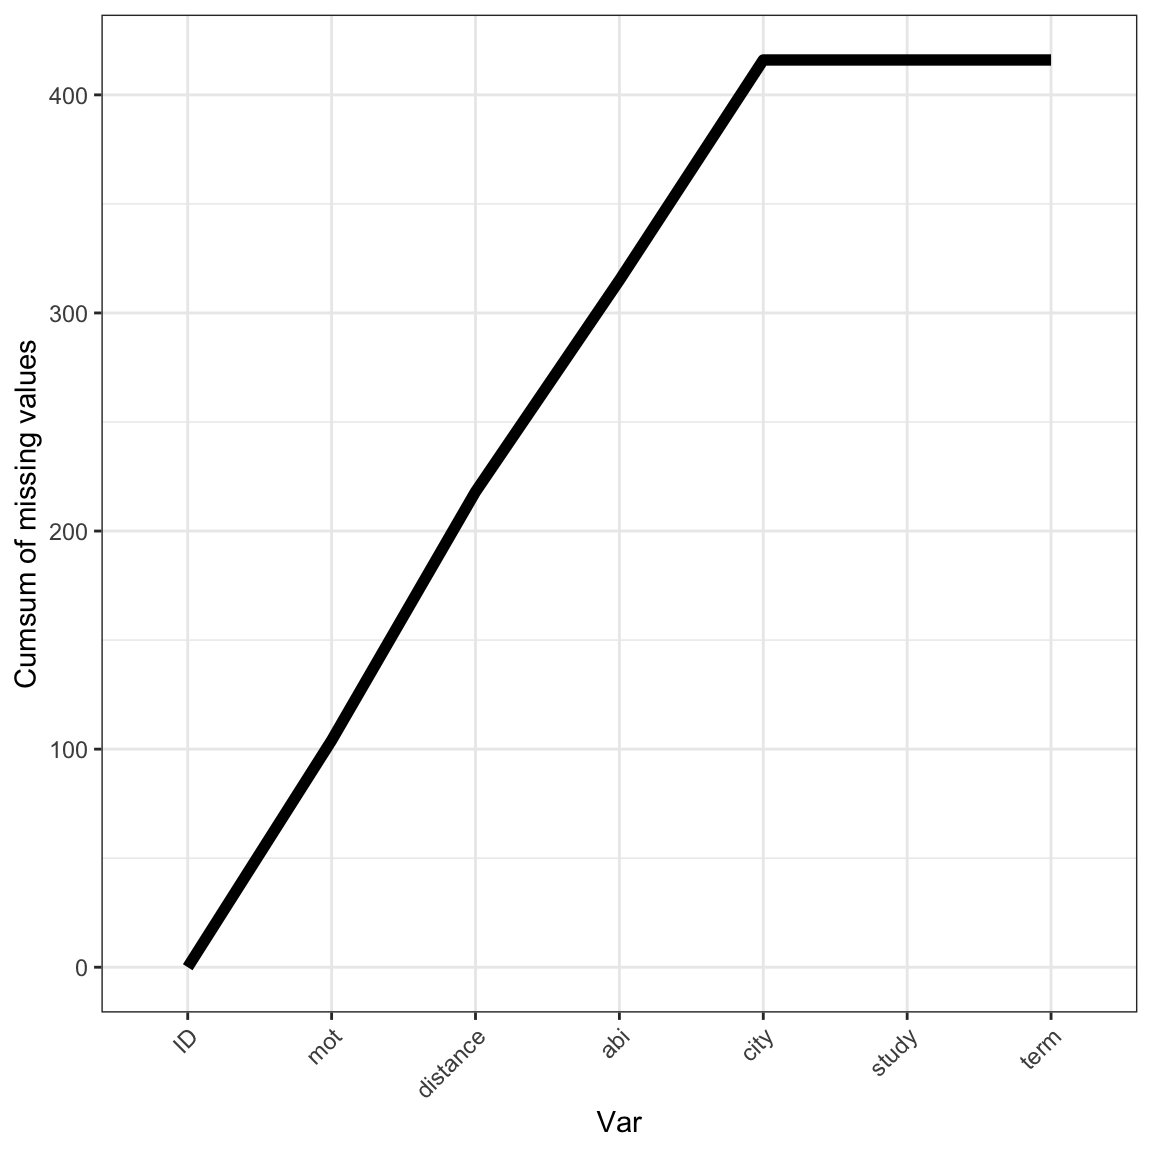 Cumsum of missing values
400
300
200
100
0
ID
mot
distance
abi
city
study
term
Var